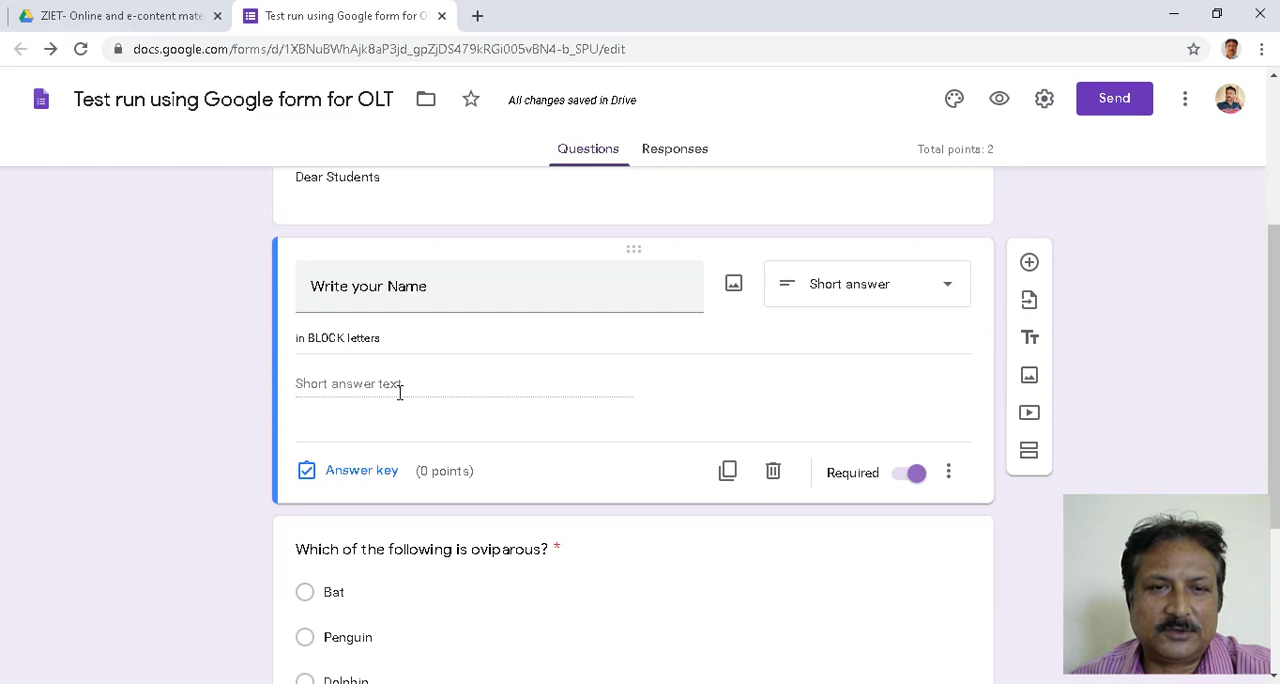 ZIET- Online and e-content mate
Test run using Google form for O
docs.google.com/forms/d/1XBNuBWhAjk8aP3jd_gpZjDS479kRGi005vBN4-b_SPU/edit
Test run using Google form for OLT
All changes saved in Drive
Send
Questions
Responses
Total points: 2
Dear Students
Write your Name
Short answer
in BLOCK letters
Short answer text
Answer key
(0 points)
Required
Which of the following is oviparous? *
Bat
Penguin
Dolphin